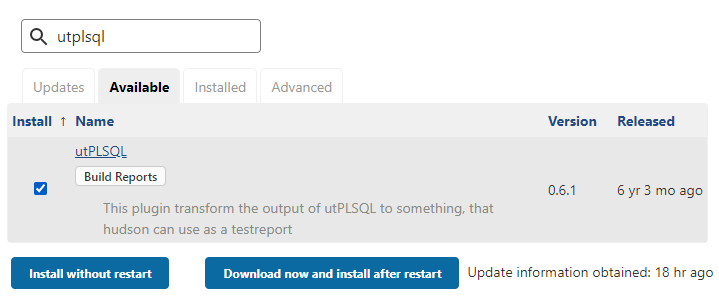 utplsql
Updates Available Installed Advanced
Install ↑ Name Version Released
utPLSQL
Build Reports
0.6.1 6 yr 3 mo ago
This plugin transform the output of utPLSQL to something, that
hudson can use as a testreport
Install without restart Download now and install after restart Update information obtained: 18 hr ago